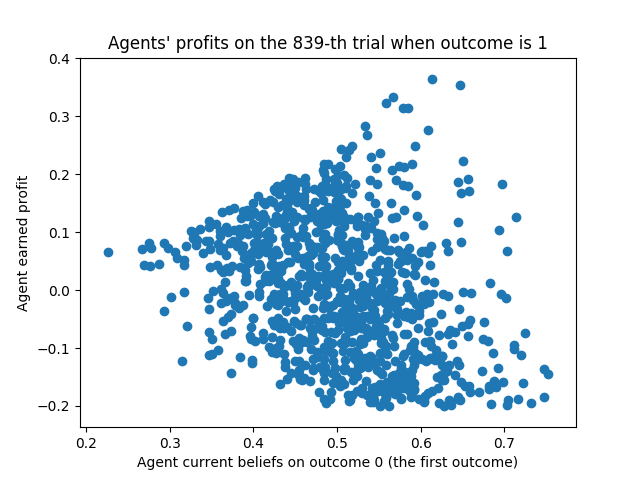 Agents' profits on the 839-th trial when outcome is 1
0.4
0.3
0.2
0.1
0.0
−0.1
−0.2
Agent earned profit
0.2 0.3 0.4 0.5 0.6 0.7
Agent current beliefs on outcome 0 (the first outcome)